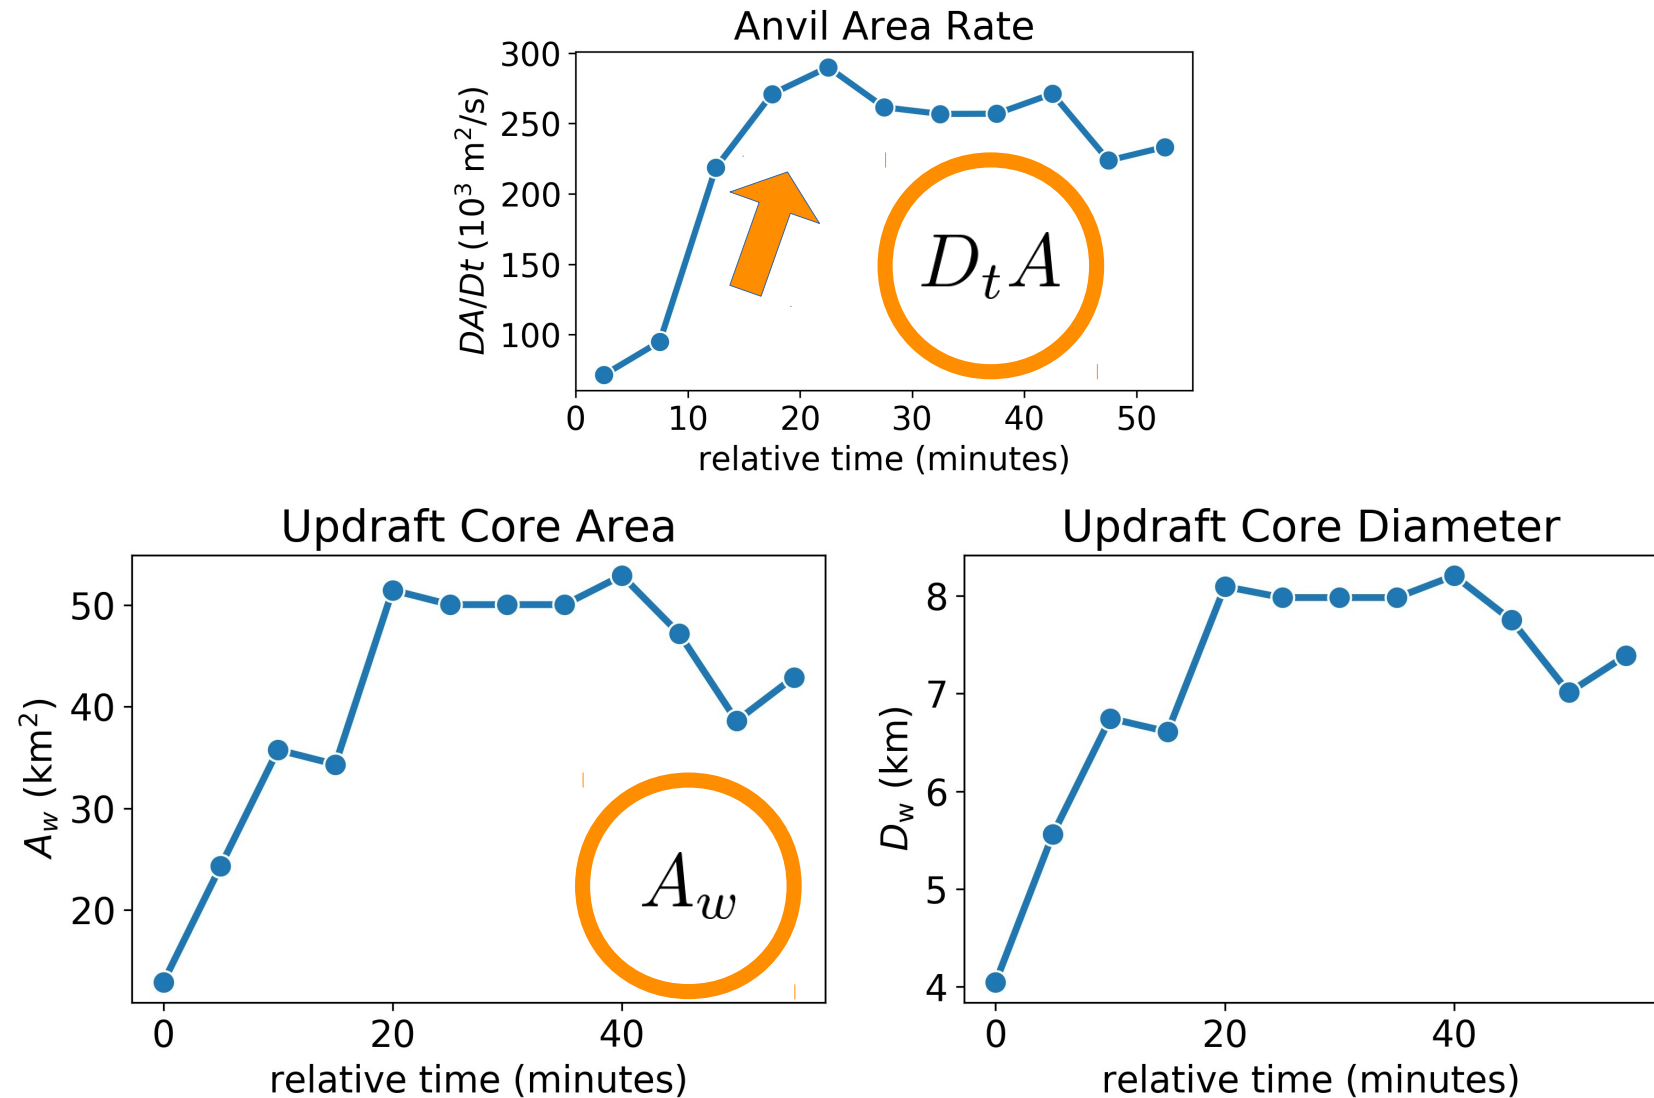 Anvil Area Rate
300
250
200
150
100
DA/Dt (10³ m²/s)
D_t A
0 10 20 30 40 50
relative time (minutes)
Updraft Core Area
50
40
30
20
A_w (km²)
A_w
0 20 40
relative time (minutes)
Updraft Core Diameter
8
7
6
5
4
D_w (km)
0 20 40
relative time (minutes)